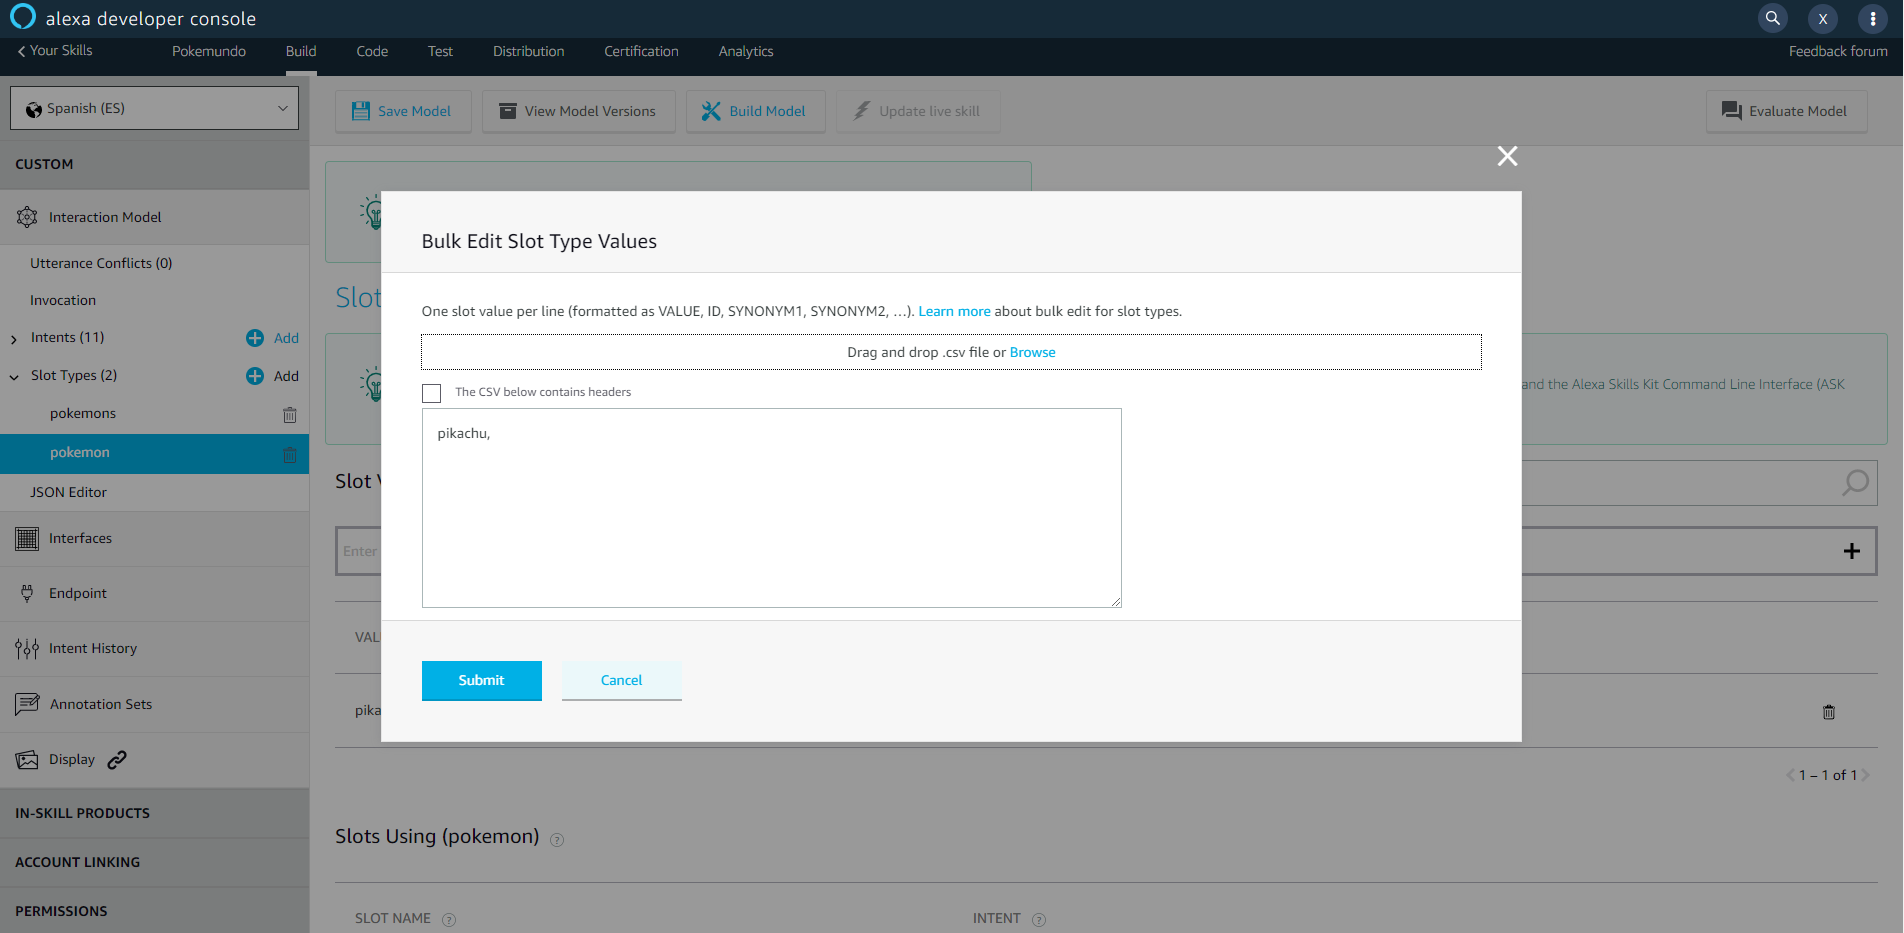 alexa developer console
X
Your Skills
Pokemundo
Build
Code
Test
Distribution
Certification
Analytics
Feedback forum
Spanish (ES)
Save Model
View Model Versions
Build Model
Update live skill
Evaluate Model
CUSTOM
Interaction Model
Utterance Conflicts (0)
Invocation
Intents (11)
Add
Slot Types (2)
Add
pokemons
pokemon
JSON Editor
Interfaces
Endpoint
Intent History
Annotation Sets
Display
IN-SKILL PRODUCTS
ACCOUNT LINKING
PERMISSIONS
Slot
and the Alexa Skills Kit Command Line Interface (ASK
Slot V
Enter
VAL
pika
Bulk Edit Slot Type Values
One slot value per line (formatted as VALUE, ID, SYNONYM1, SYNONYM2, ...). Learn more about bulk edit for slot types.
Drag and drop .csv file or Browse
The CSV below contains headers
pikachu,
Submit
Cancel
1 – 1 of 1
Slots Using (pokemon) ?
SLOT NAME ?
INTENT ?